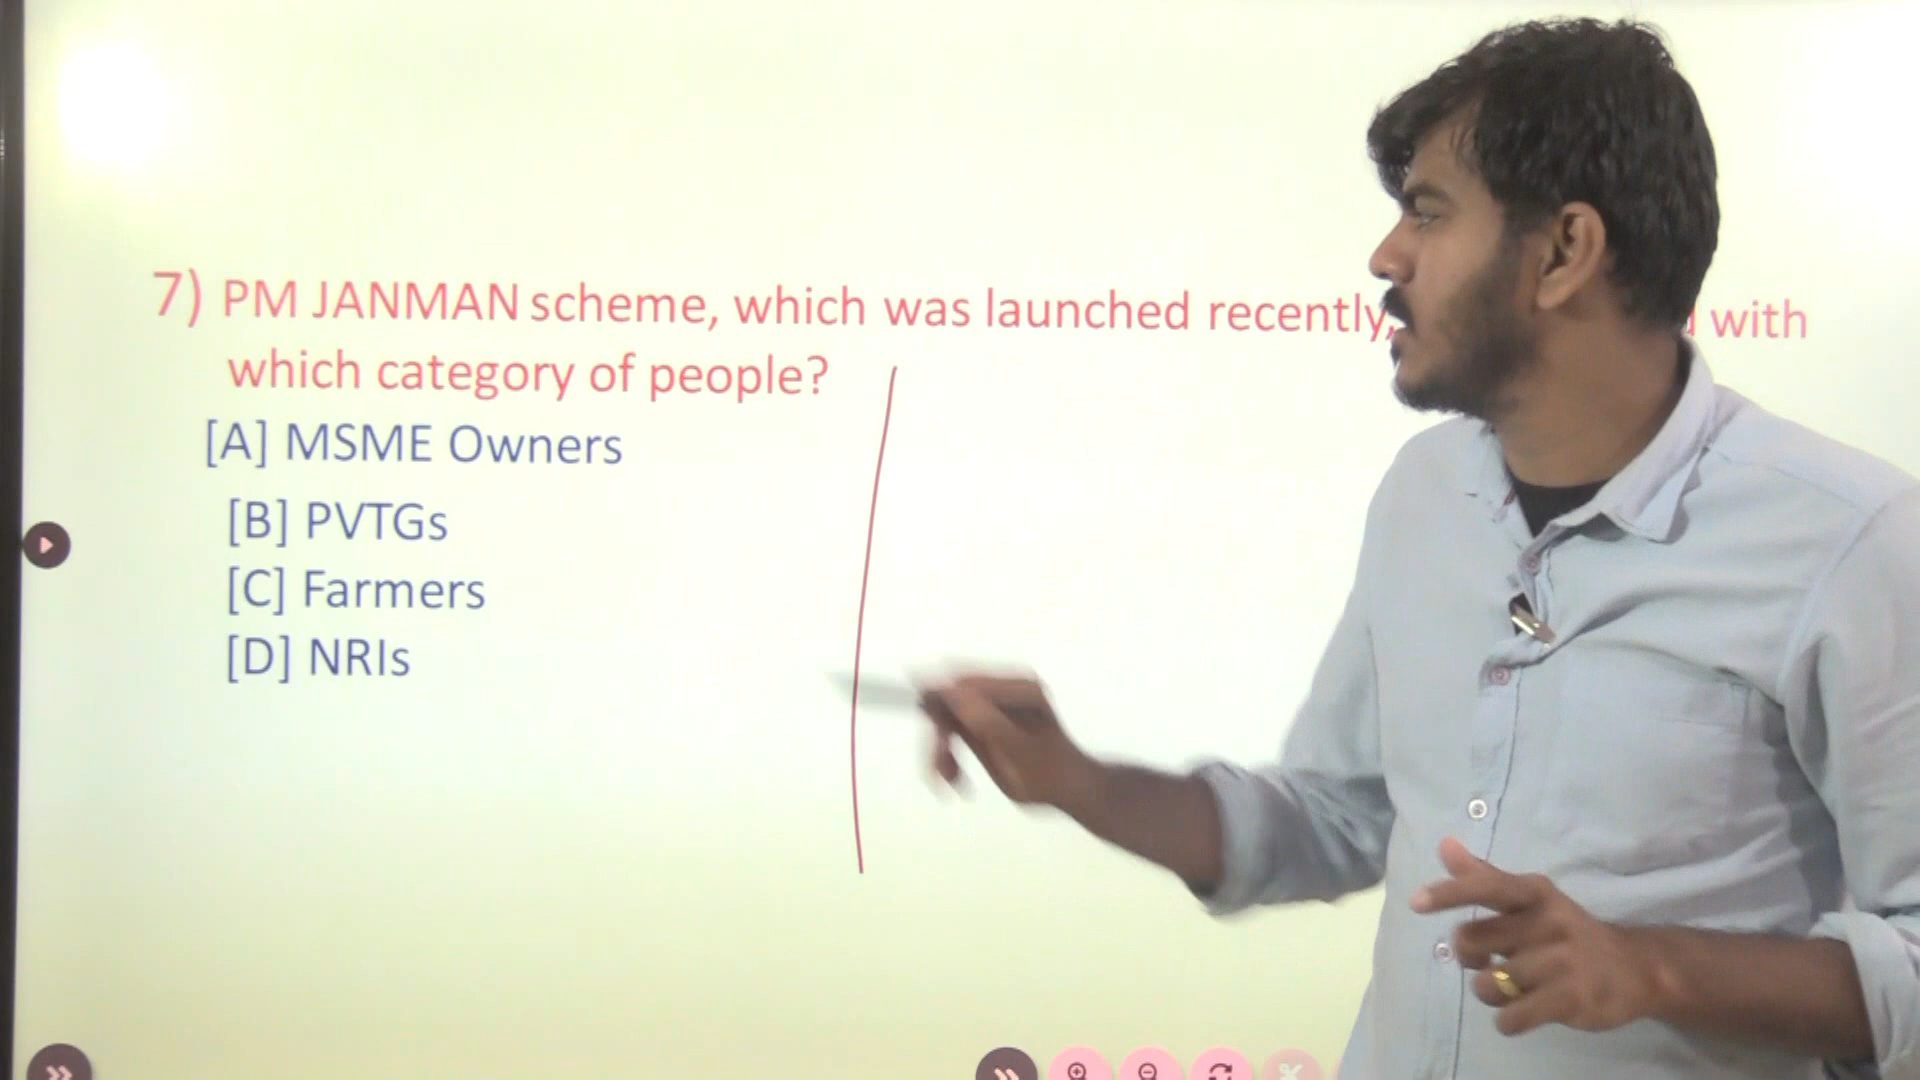 7) PM JANMAN scheme, which was launched recently, with
which category of people?
[A] MSME Owners
[B] PVTGs
[C] Farmers
[D] NRIs